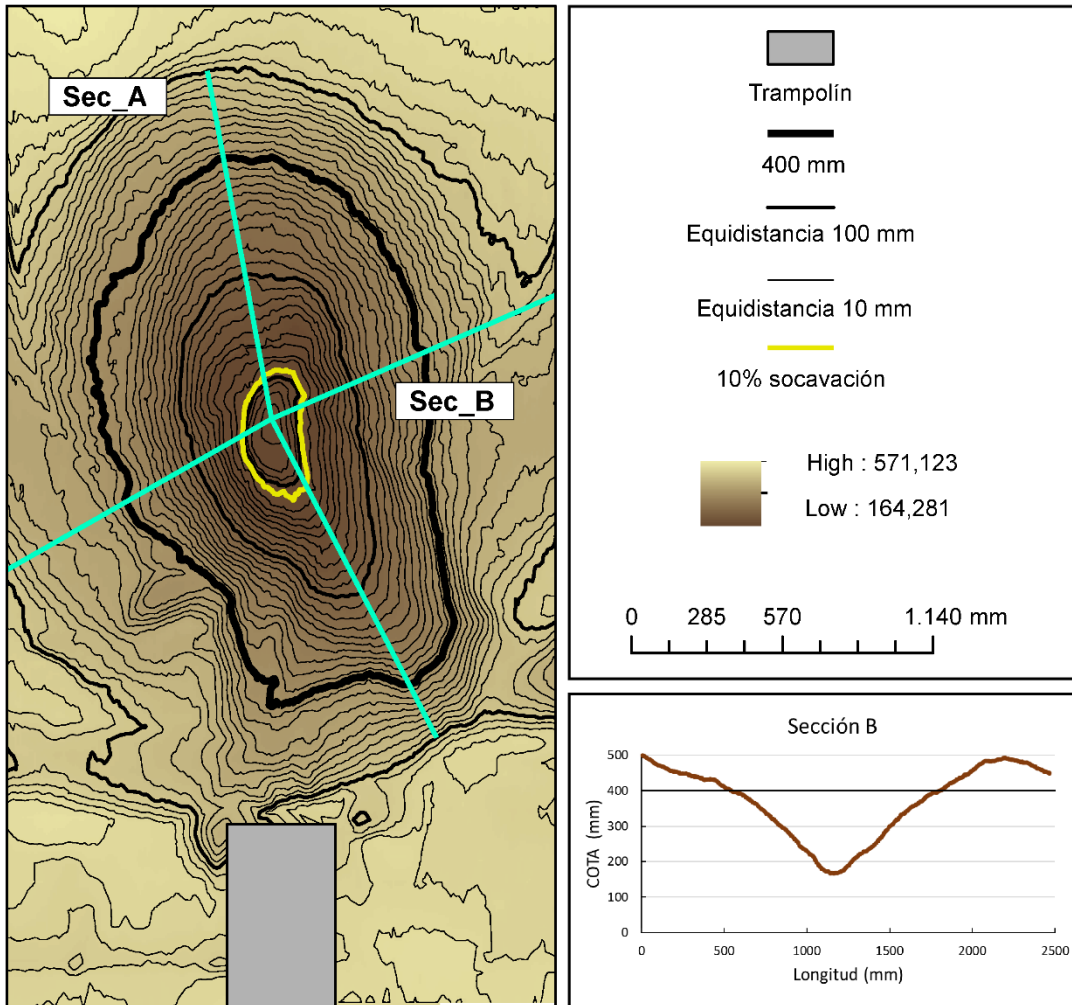 Sec_A
Sec_B
Trampolín
400 mm
Equidistancia 100 mm
Equidistancia 10 mm
10% socavación
High : 571,123
Low : 164,281
0 285 570 1.140 mm
Sección B
500
400
300
200
100
0
COTA (mm)
0 500 1000 1500 2000 2500
Longitud (mm)